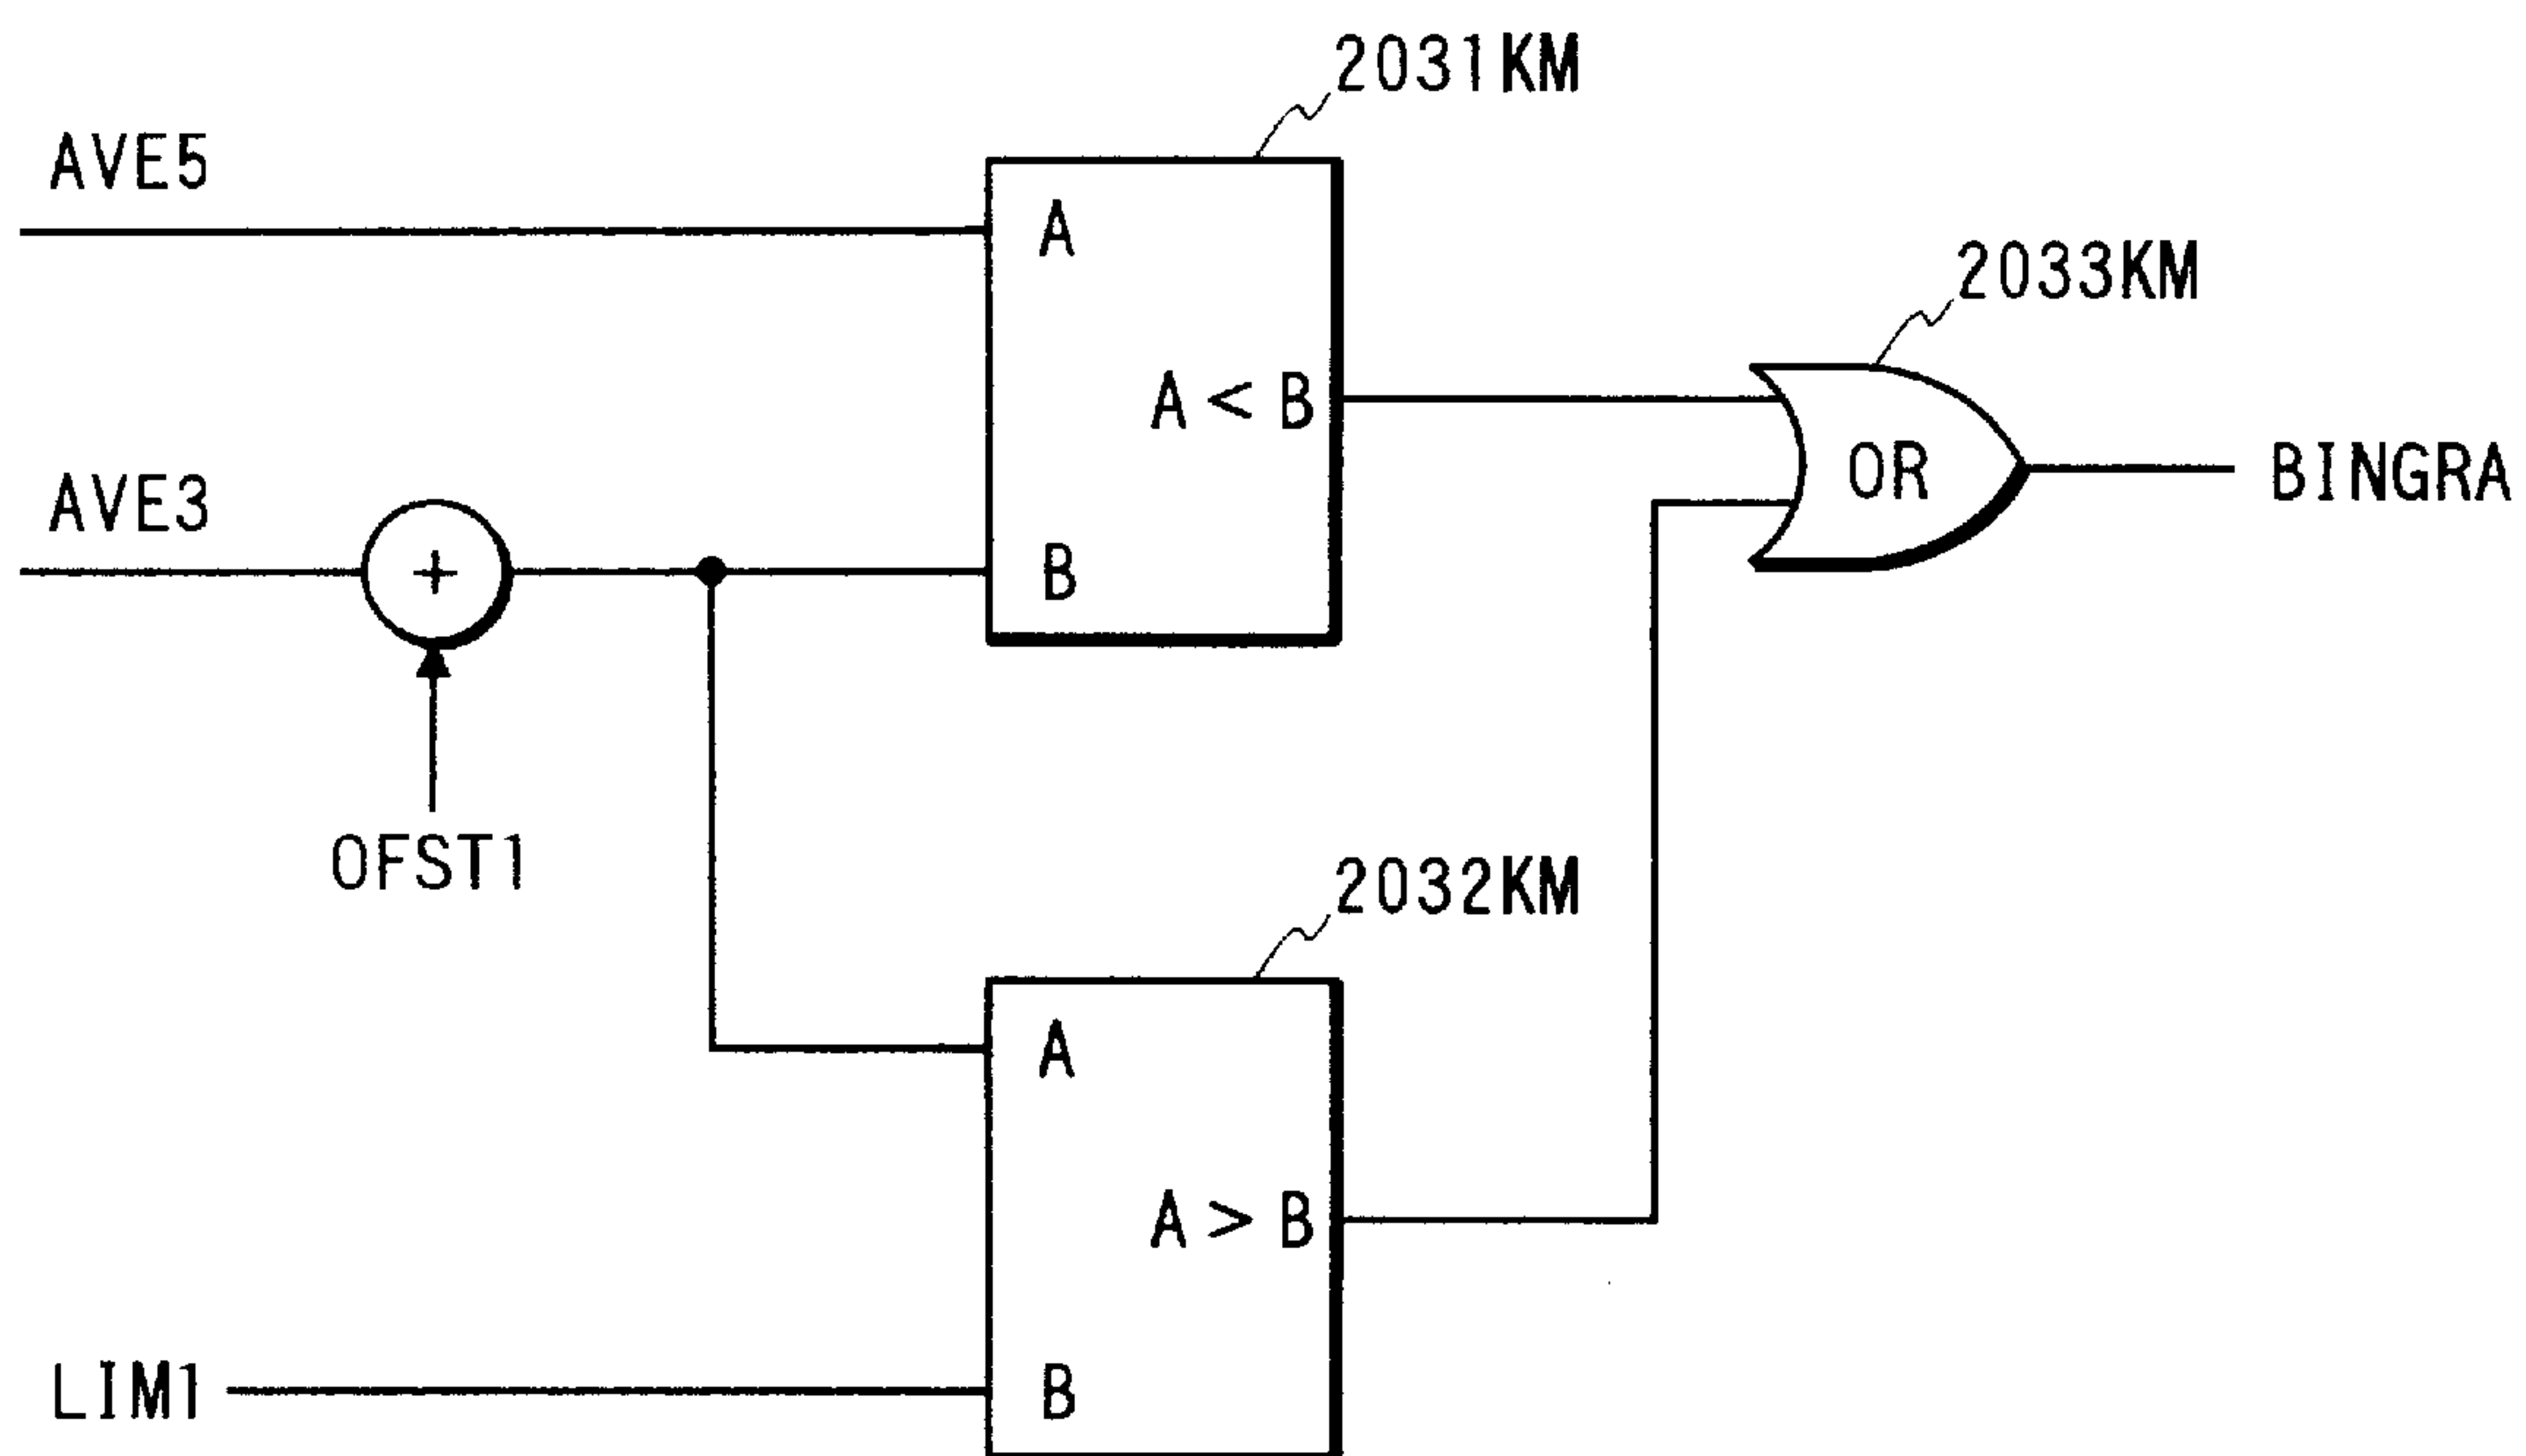 2031KM
AVE5
A
2033KM
A < B
OR
BINGRA
AVE3
+
B
OFST1
2032KM
A
A > B
LIM1
B